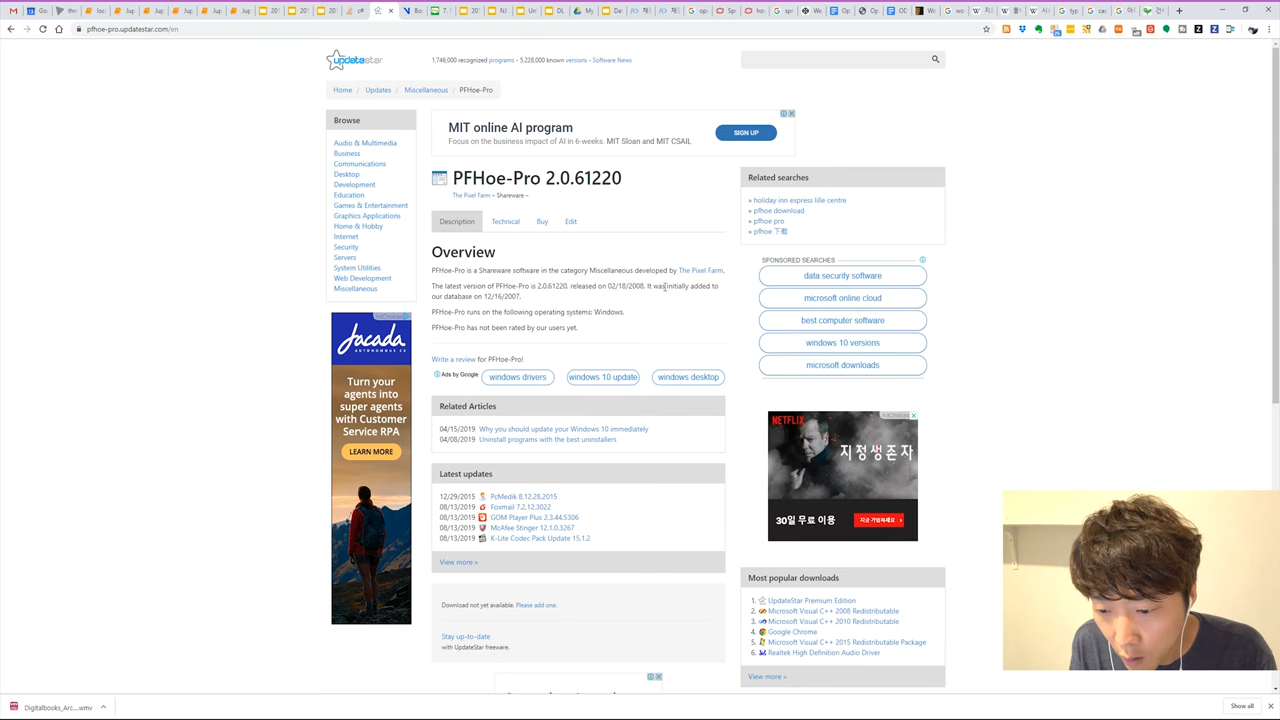 pfhoe-pro.updatestar.com/en
updatestar
1,746,000 recognized programs - 5,228,000 known versions - Software News
Home / Updates / Miscellaneous / PFHoe-Pro
Browse
Audio & Multimedia
Business
Communications
Desktop
Development
Education
Games & Entertainment
Graphics Applications
Home & Hobby
Internet
Security
Servers
System Utilities
Web Development
Miscellaneous
AdChoices
Jacada
AUTONOMOUS CX
Turn your
agents into
super agents
with Customer
Service RPA
LEARN MORE
MIT online AI program
Focus on the business impact of AI in 6-weeks. MIT Sloan and MIT CSAIL
SIGN UP
PFHoe-Pro 2.0.61220
The Pixel Farm – Shareware –
Description Technical Buy Edit
Overview
PFHoe-Pro is a Shareware software in the category Miscellaneous developed by The Pixel Farm.
The latest version of PFHoe-Pro is 2.0.61220, released on 02/18/2008. It was initially added to
our database on 12/16/2007.
PFHoe-Pro runs on the following operating systems: Windows.
PFHoe-Pro has not been rated by our users yet.
Write a review for PFHoe-Pro!
Ads by Google windows drivers windows 10 update windows desktop
Related Articles
04/15/2019 Why you should update your Windows 10 immediately
04/08/2019 Uninstall programs with the best uninstallers
Latest updates
12/29/2015 PcMedik 8.12.28.2015
08/13/2019 Foxmail 7.2.12.3022
08/13/2019 GOM Player Plus 2.3.44.5306
08/13/2019 McAfee Stinger 12.1.0.3267
08/13/2019 K-Lite Codec Pack Update 15.1.2
View more »
Download not yet available. Please add one.
Stay up-to-date
with UpdateStar freeware.
Related searches
» holiday inn express lille centre
» pfhoe download
» pfhoe pro
» pfhoe 下载
SPONSORED SEARCHES
data security software
microsoft online cloud
best computer software
windows 10 versions
microsoft downloads
AdChoices
NETFLIX
지정생존자
30일 무료 이용
지금 가입하세요
Most popular downloads
1. UpdateStar Premium Edition
2. Microsoft Visual C++ 2008 Redistributable
3. Microsoft Visual C++ 2010 Redistributable
4. Google Chrome
5. Microsoft Visual C++ 2015 Redistributable Package
6. Realtek High Definition Audio Driver
View more »
Digitalbooks_Arc....wmv
Show all